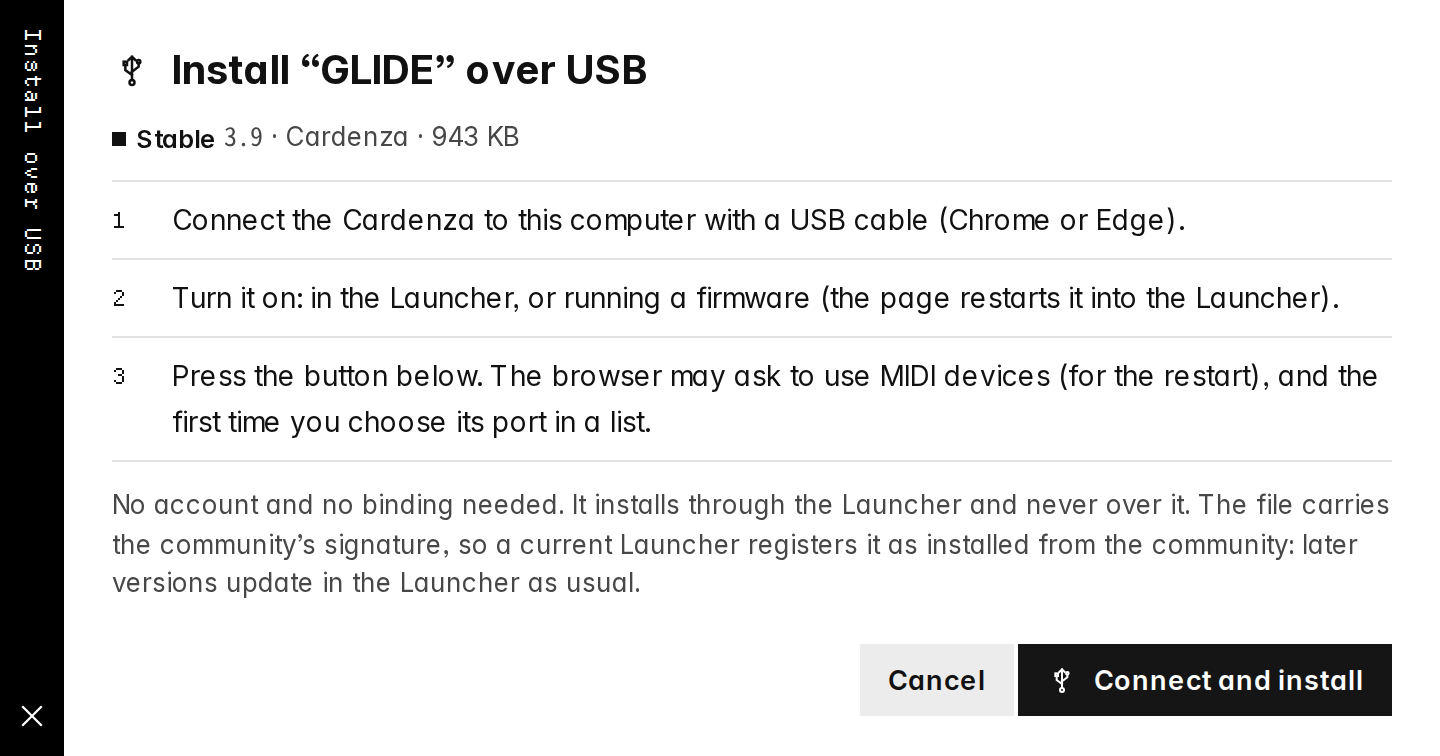 Install over USB
Install “GLIDE” over USB
Stable 3.9 · Cardenza · 943 KB
1 Connect the Cardenza to this computer with a USB cable (Chrome or Edge).
2 Turn it on: in the Launcher, or running a firmware (the page restarts it into the Launcher).
3 Press the button below. The browser may ask to use MIDI devices (for the restart), and the
first time you choose its port in a list.
No account and no binding needed. It installs through the Launcher and never over it. The file carries
the community’s signature, so a current Launcher registers it as installed from the community: later
versions update in the Launcher as usual.
Cancel Connect and install